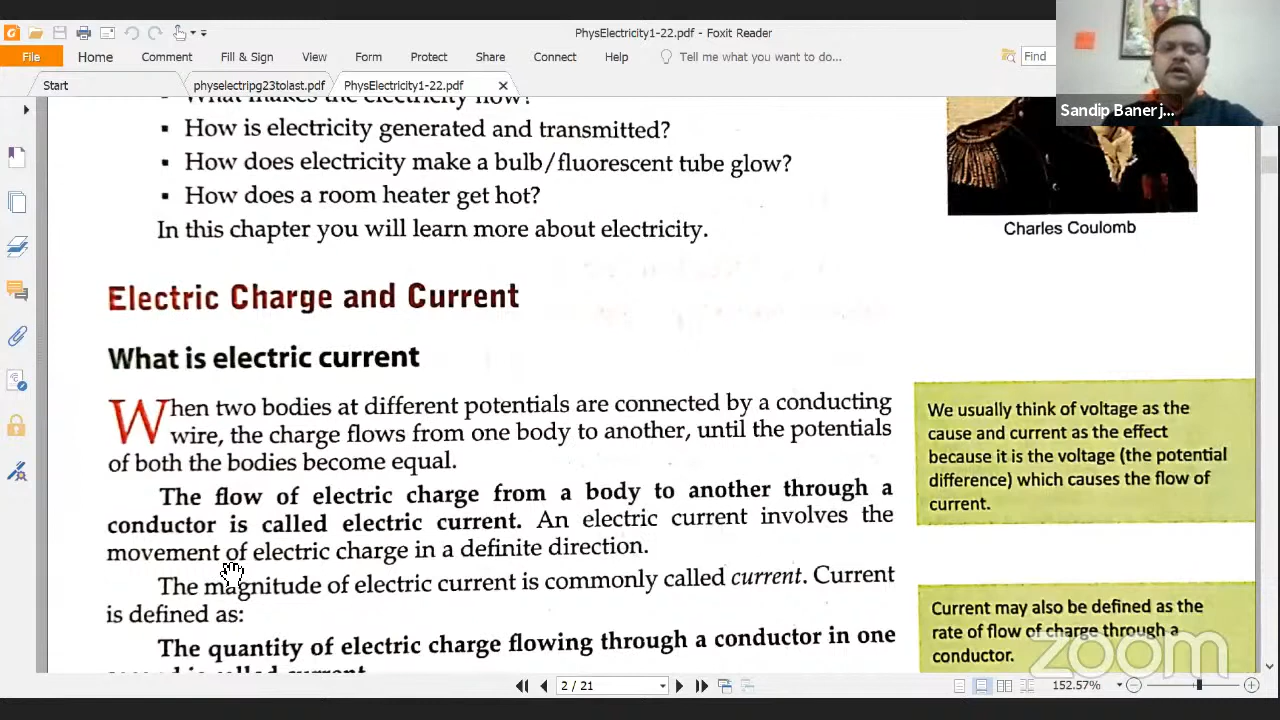 PhysElectricity1-22.pdf - Foxit Reader
File Home Comment Fill & Sign View Form Protect Share Connect Help Tell me what you want to do... Find
Start physelectripg23tolast.pdf PhysElectricity1-22.pdf
Sandip Banerj...
What makes the electricity flow?
▪ How is electricity generated and transmitted?
▪ How does electricity make a bulb/fluorescent tube glow?
▪ How does a room heater get hot?
In this chapter you will learn more about electricity.
Charles Coulomb
Electric Charge and Current
What is electric current
When two bodies at different potentials are connected by a conducting
wire, the charge flows from one body to another, until the potentials
of both the bodies become equal.
The flow of electric charge from a body to another through a
conductor is called electric current. An electric current involves the
movement of electric charge in a definite direction.
The magnitude of electric current is commonly called current. Current
is defined as:
The quantity of electric charge flowing through a conductor in one
second is called current.
We usually think of voltage as the
cause and current as the effect
because it is the voltage (the potential
difference) which causes the flow of
current.
Current may also be defined as the
rate of flow of charge through a
conductor.
zoom
2 / 21
152.57%